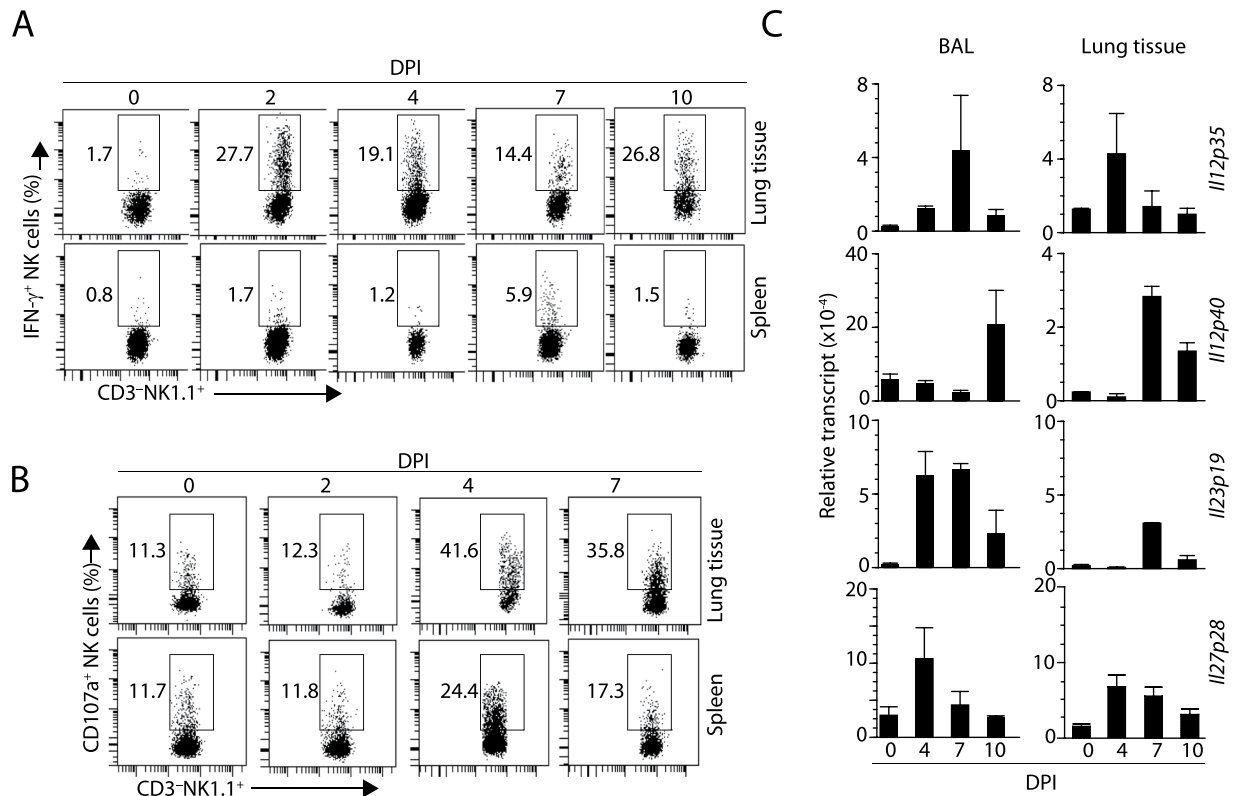 A
DPI
0 2 4 7 10
1.7 27.7 19.1 14.4 26.8
Lung tissue
0.8 1.7 1.2 5.9 1.5
Spleen
IFN-γ⁺ NK cells (%)
CD3⁻NK1.1⁺
B
DPI
0 2 4 7
11.3 12.3 41.6 35.8
Lung tissue
11.7 11.8 24.4 17.3
Spleen
CD107a⁺ NK cells (%)
CD3⁻NK1.1⁺
C
BAL Lung tissue
Relative transcript (x10⁻⁴)
8 8
4 4
0 0
Il12p35
40 4
20 2
0 0
Il12p40
10 10
5 5
0 0
Il23p19
20 20
10 10
0 0
Il27p28
0 4 7 10 0 4 7 10
DPI